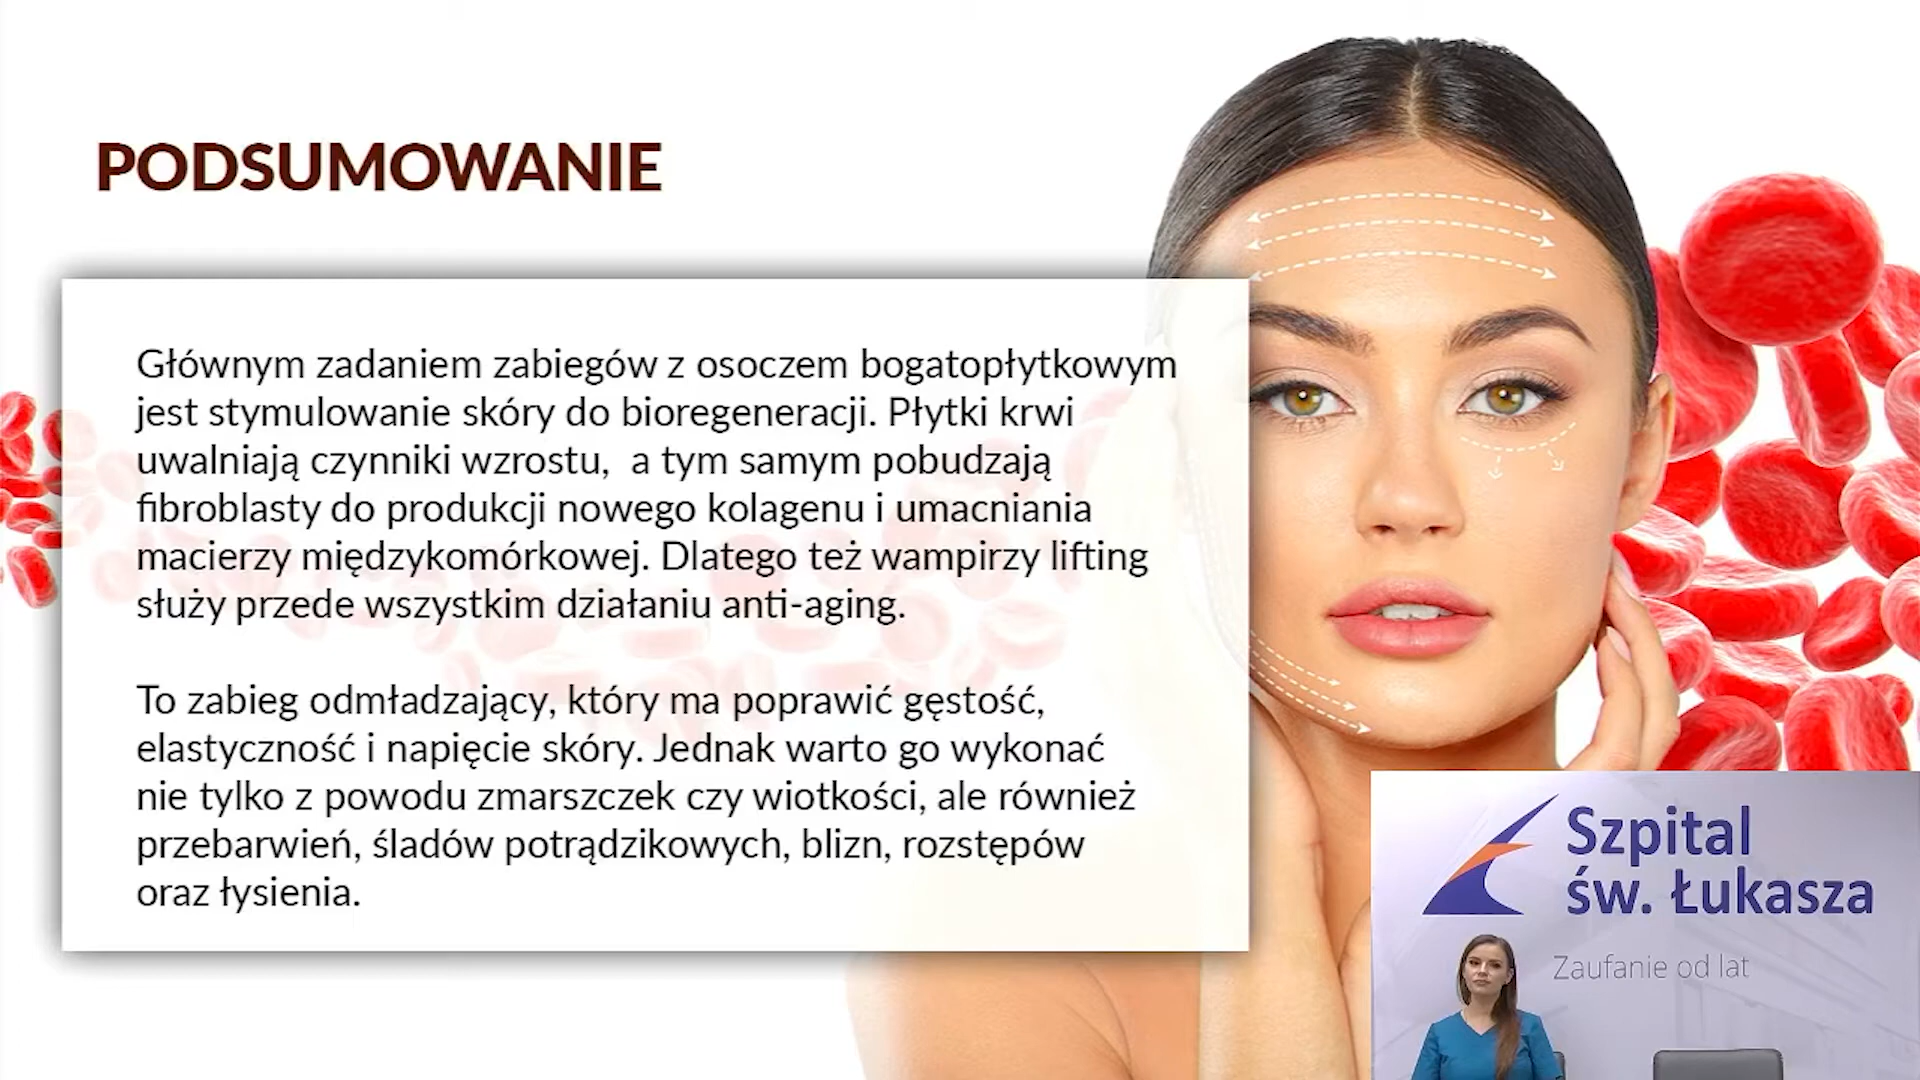 PODSUMOWANIE
Głównym zadaniem zabiegów z osoczem bogatopłytkowym
jest stymulowanie skóry do bioregeneracji. Płytki krwi
uwalniają czynniki wzrostu,  a tym samym pobudzają
fibroblasty do produkcji nowego kolagenu i umacniania
macierzy międzykomórkowej. Dlatego też wampirzy lifting
służy przede wszystkim działaniu anti-aging.
To zabieg odmładzający, który ma poprawić gęstość,
elastyczność i napięcie skóry. Jednak warto go wykonać
nie tylko z powodu zmarszczek czy wiotkości, ale również
przebarwień, śladów potrądzikowych, blizn, rozstępów
oraz łysienia.
Szpital
św. Łukasza
Zaufanie od lat